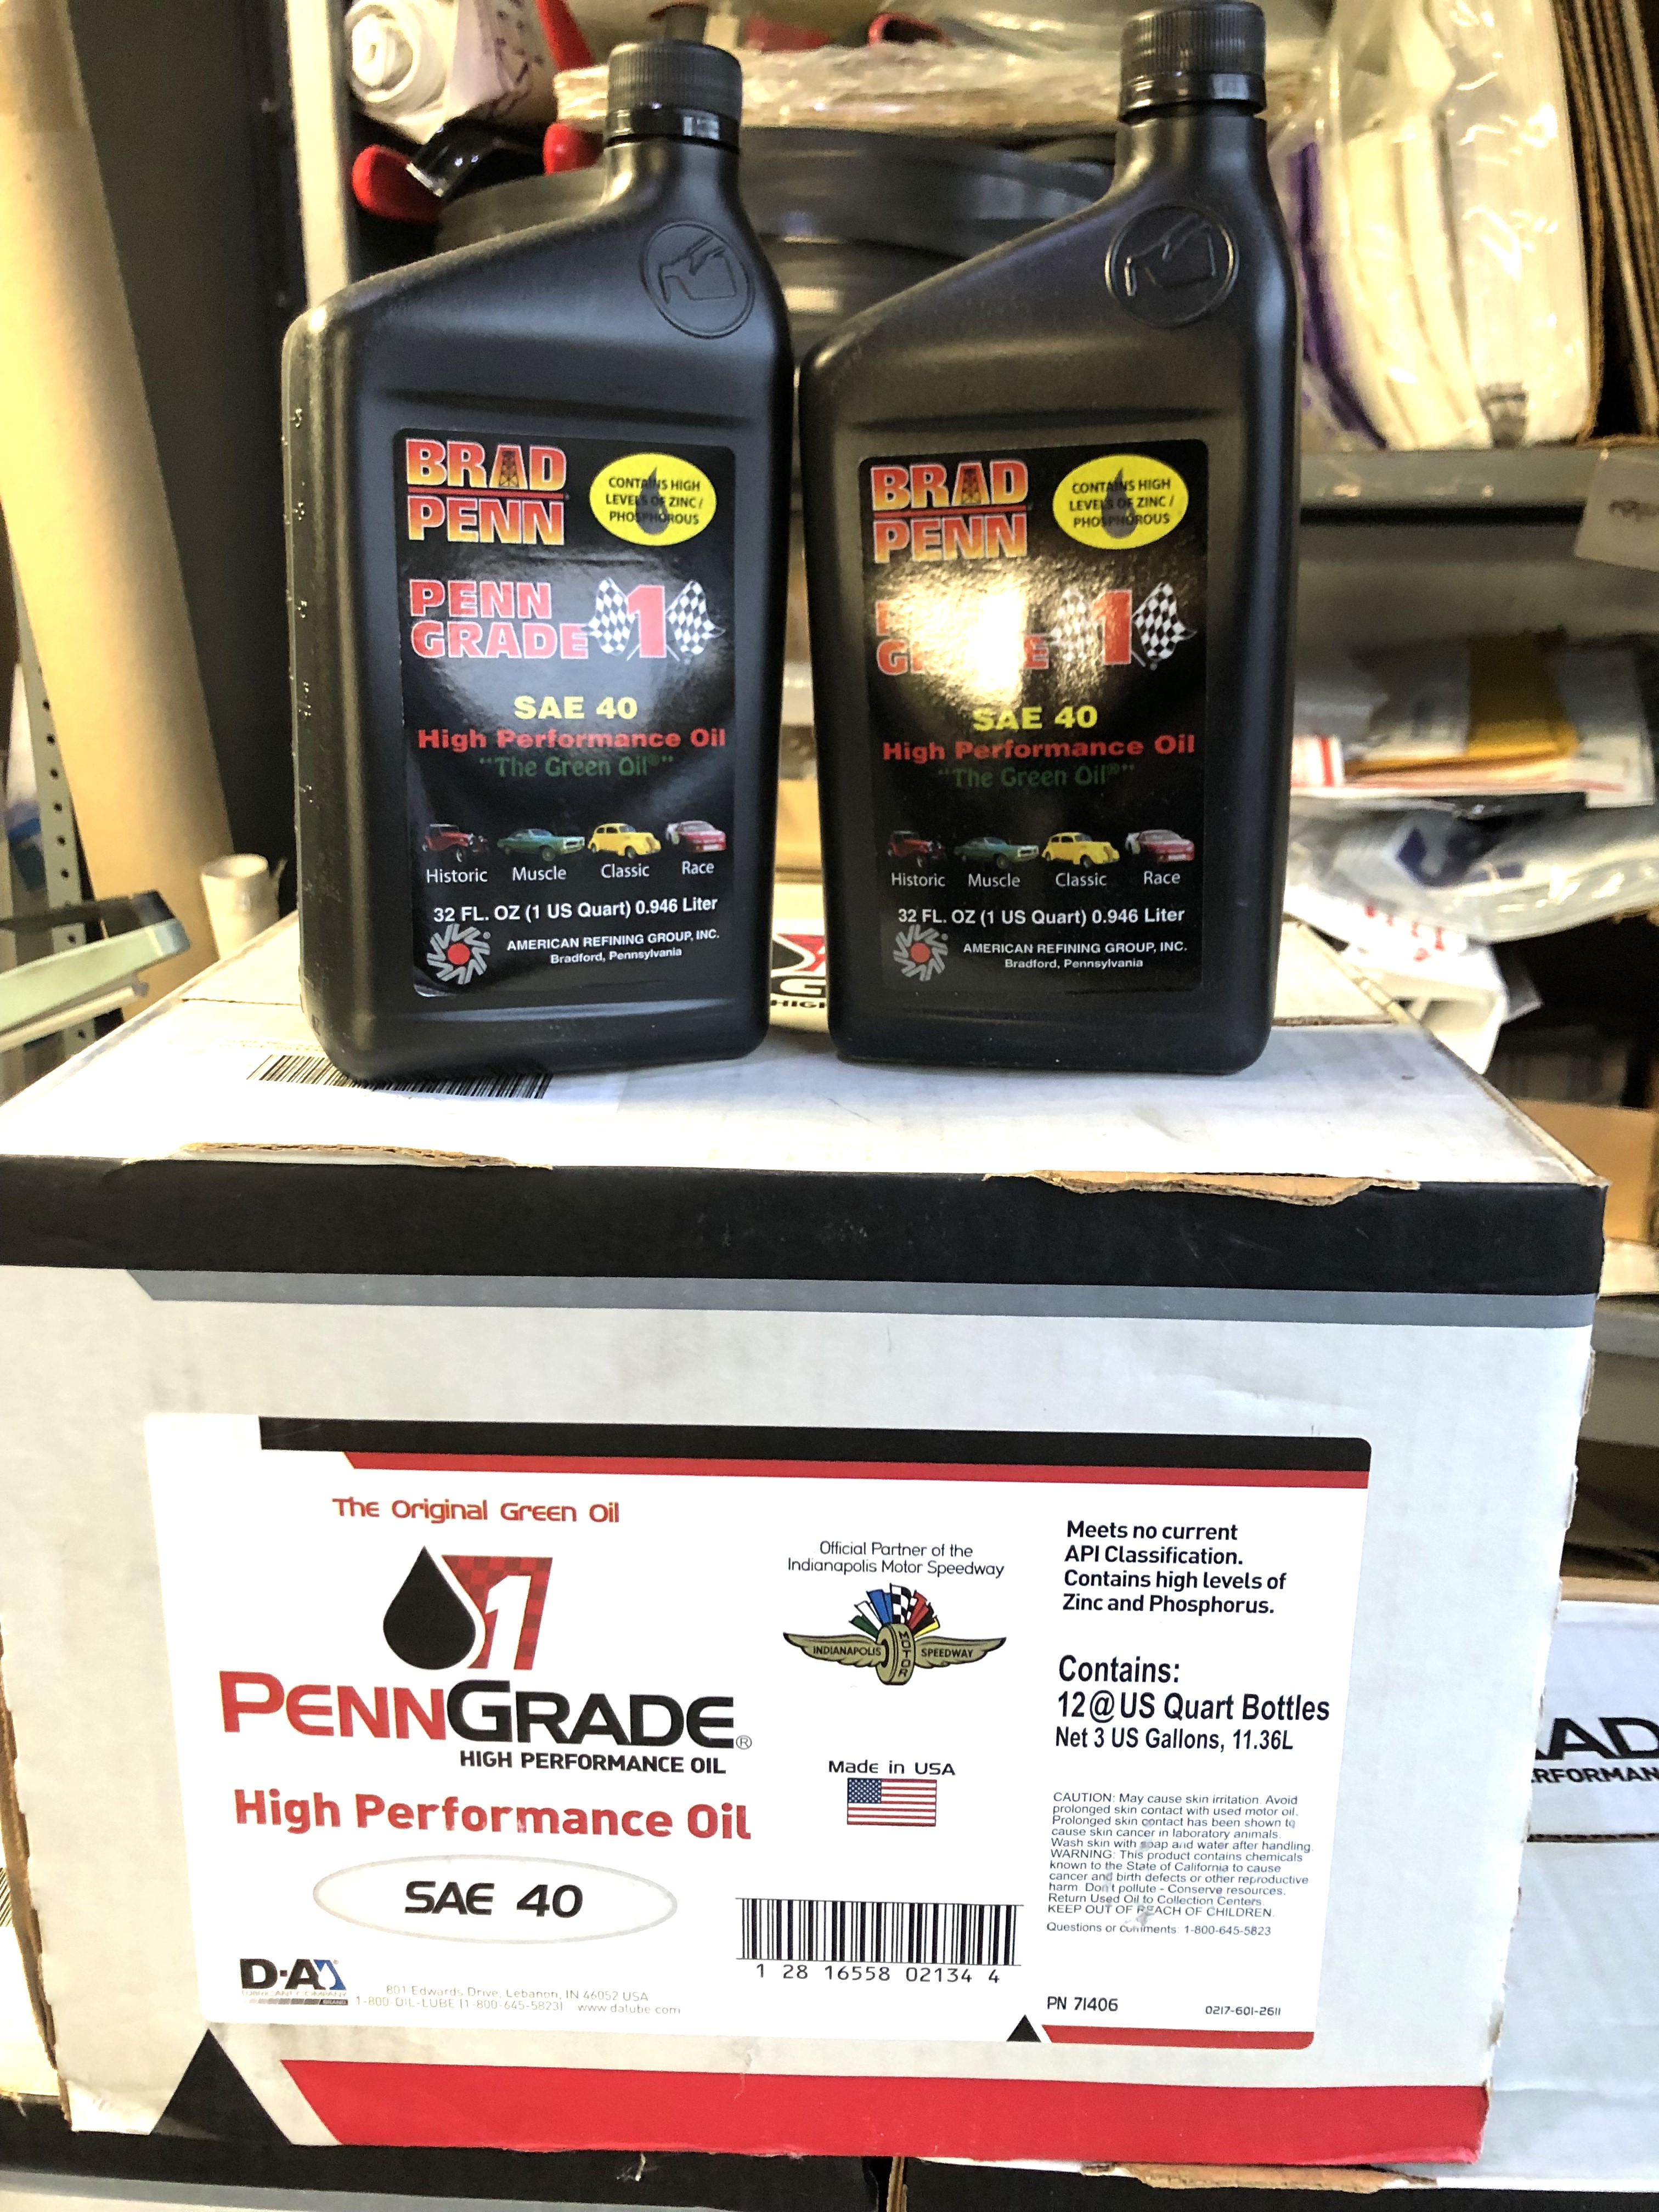 BRAD
PENN
CONTAINS HIGH
LEVELS OF ZINC /
PHOSPHOROUS
PENN
GRADE 1
SAE 40
High Performance Oil
"The Green Oil®"
Historic Muscle Classic Race
32 FL. OZ (1 US Quart) 0.946 Liter
AMERICAN REFINING GROUP, INC.
Bradford, Pennsylvania
BRAD
PENN
CONTAINS HIGH
LEVELS OF ZINC /
PHOSPHOROUS
1
SAE 40
High Performance Oil
"The Green Oil®"
Historic Muscle Classic Race
32 FL. OZ (1 US Quart) 0.946 Liter
AMERICAN REFINING GROUP, INC.
Bradford, Pennsylvania
The Original Green Oil
1
PENNGRADE®
HIGH PERFORMANCE OIL
High Performance Oil
SAE 40
D-A
LUBRICANT COMPANY
801 Edwards Drive, Lebanon, IN 46052 USA
1-800-OIL-LUBE (1-800-645-5823) www.dalube.com
Official Partner of the
Indianapolis Motor Speedway
INDIANAPOLIS MOTOR SPEEDWAY
Made in USA
1 28 16558 02134 4
Meets no current
API Classification.
Contains high levels of
Zinc and Phosphorus.
Contains:
12@US Quart Bottles
Net 3 US Gallons, 11.36L
CAUTION: May cause skin irritation. Avoid
prolonged skin contact with used motor oil.
Prolonged skin contact has been shown to
cause skin cancer in laboratory animals.
Wash skin with soap and water after handling.
WARNING: This product contains chemicals
known to the State of California to cause
cancer and birth defects or other reproductive
harm. Don't pollute - Conserve resources.
Return Used Oil to Collection Centers.
KEEP OUT OF REACH OF CHILDREN.
Questions or comments: 1-800-645-5823
PN 71406
0217-601-2611